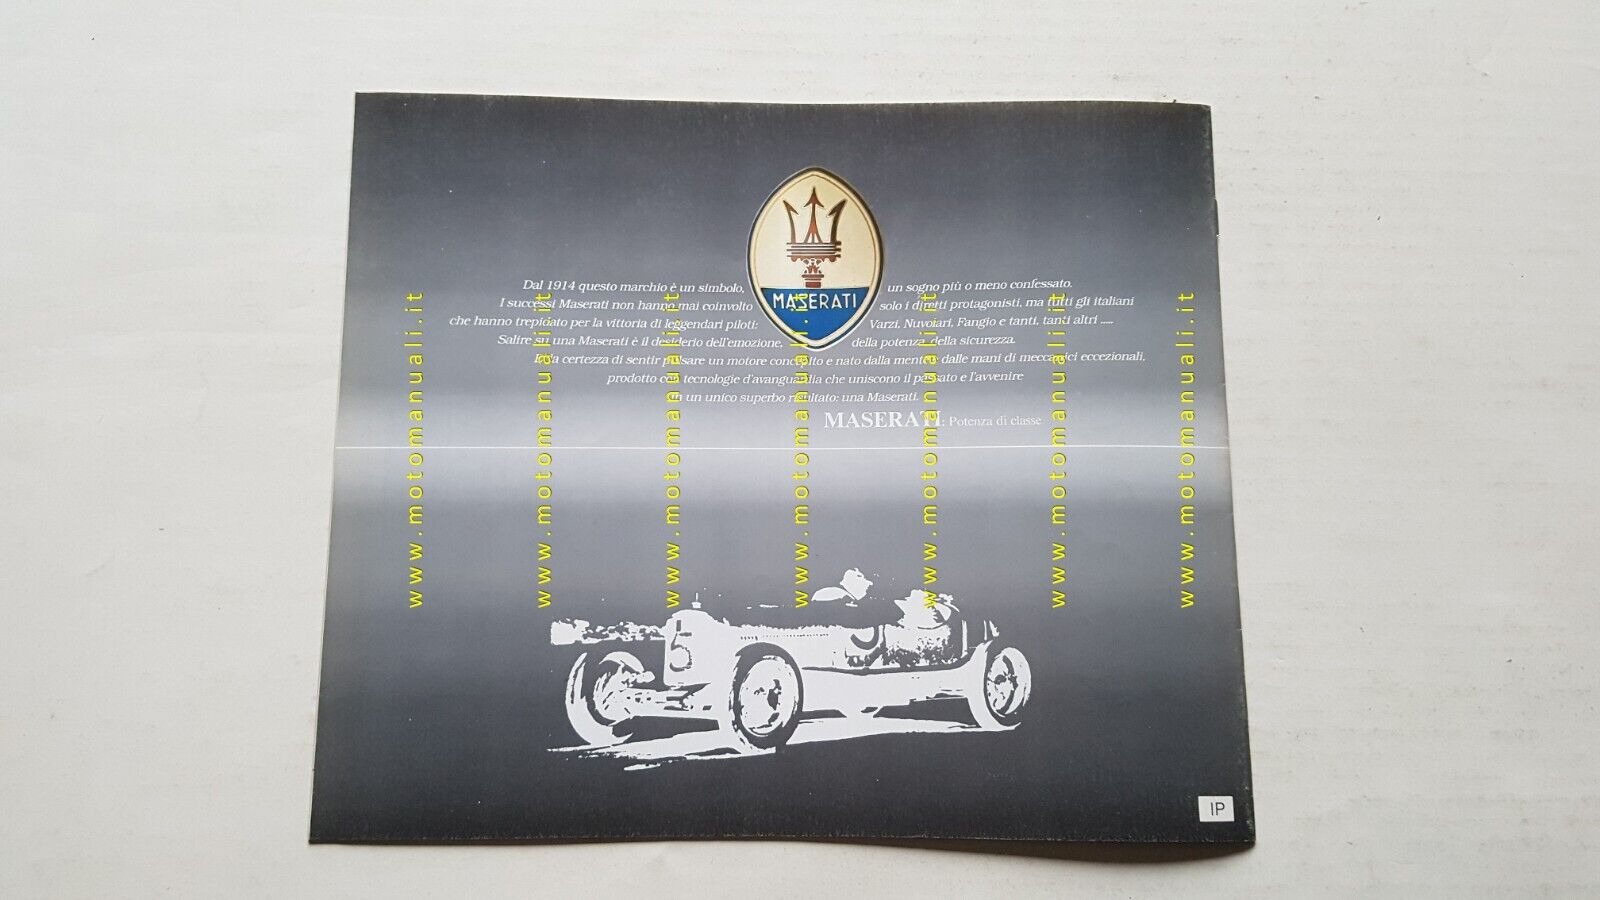 Dal 1914 questo marchio è un simbolo, un sogno più o meno confessato.
I successi Maserati non hanno mai coinvolto solo i diretti protagonisti, ma tutti gli italiani
che hanno trepidato per la vittoria di leggendari piloti: Varzi, Nuvolari, Fangio e tanti, tanti altri .....
Salire su una Maserati è il desiderio dell'emozione, della potenza, della sicurezza.
È la certezza di sentir pulsare un motore concepito e nato dalla mente e dalle mani di meccanici eccezionali,
prodotto con tecnologie d'avanguardia che uniscono il passato e l'avvenire
in un unico superbo risultato: una Maserati.
MASERATI: Potenza di classe
MASERATI
5
IP
www.motomanuali.it
www.motomanuali.it
www.motomanuali.it
www.motomanuali.it
www.motomanuali.it
www.motomanuali.it
www.motomanuali.it